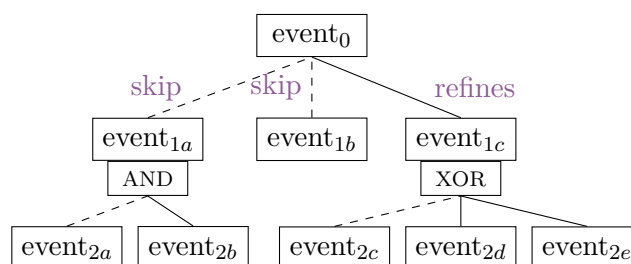 event₀
skip skip refines
event₁ₐ event₁b event₁c
AND XOR
event₂ₐ event₂b event₂c event₂d event₂ₑ